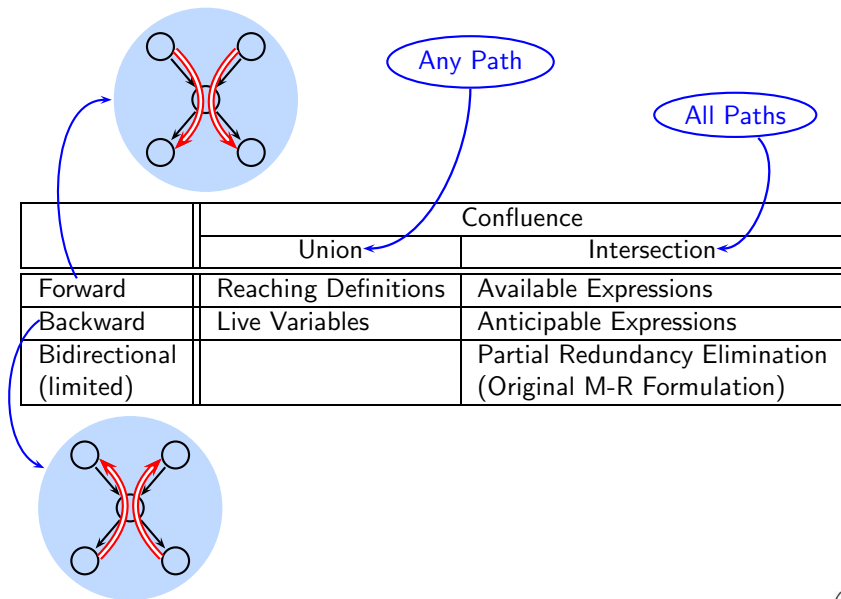 Any Path
All Paths
Confluence
Union Intersection
Forward Reaching Definitions Available Expressions
Backward Live Variables Anticipable Expressions
Bidirectional Partial Redundancy Elimination
(limited) (Original M-R Formulation)